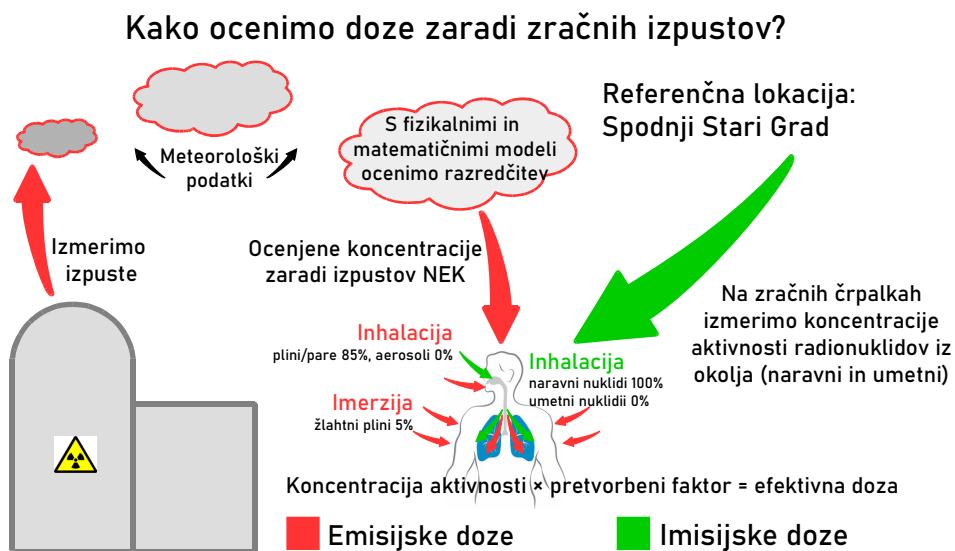 Kako ocenimo doze zaradi zračnih izpustov?
Referenčna lokacija:
Spodnji Stari Grad
S fizikalnimi in
matematičnimi modeli
ocenimo razredčitev
Meteorološki
podatki
Izmerimo
izpuste
Ocenjene koncentracije
zaradi izpustov NEK
Na zračnih črpalkah
izmerimo koncentracije
aktivnosti radionuklidov iz
okolja (naravni in umetni)
Inhalacija
plini/pare 85%, aerosoli 0%
Inhalacija
naravni nuklidi 100%
umetni nuklidii 0%
Imerzija
žlahtni plini 5%
Koncentracija aktivnosti × pretvorbeni faktor = efektivna doza
Emisijske doze
Imisijske doze